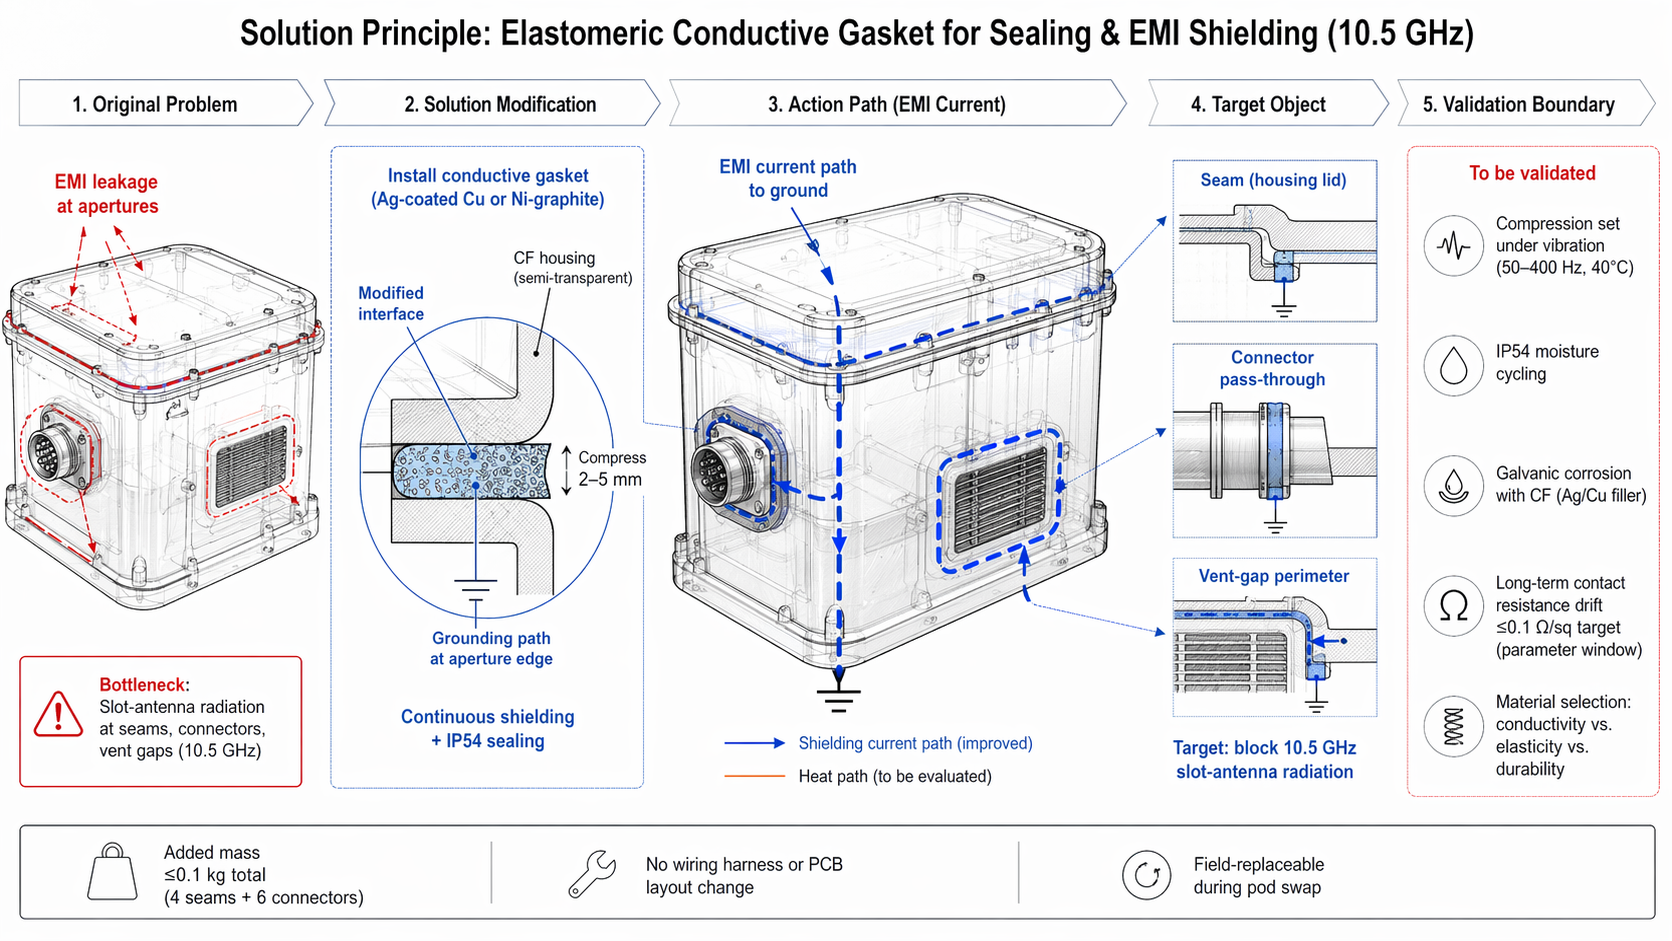 Solution Principle: Elastomeric Conductive Gasket for Sealing & EMI Shielding (10.5 GHz)
1. Original Problem
2. Solution Modification
3. Action Path (EMI Current)
4. Target Object
5. Validation Boundary
EMI leakage
at apertures
Bottleneck:
Slot-antenna radiation
at seams, connectors,
vent gaps (10.5 GHz)
Install conductive gasket
(Ag-coated Cu or Ni-graphite)
CF housing
(semi-transparent)
Modified
interface
Compress
2–5 mm
Grounding path
at aperture edge
Continuous shielding
+ IP54 sealing
EMI current path
to ground
Shielding current path (improved)
Heat path (to be evaluated)
Seam (housing lid)
Connector
pass-through
Vent-gap perimeter
Target: block 10.5 GHz
slot-antenna radiation
To be validated
Compression set
under vibration
(50–400 Hz, 40°C)
IP54 moisture
cycling
Galvanic corrosion
with CF (Ag/Cu filler)
Ω
Long-term contact
resistance drift
≤0.1 Ω/sq target
(parameter window)
Material selection:
conductivity vs.
elasticity vs.
durability
Added mass
≤0.1 kg total
(4 seams + 6 connectors)
No wiring harness or PCB
layout change
Field-replaceable
during pod swap